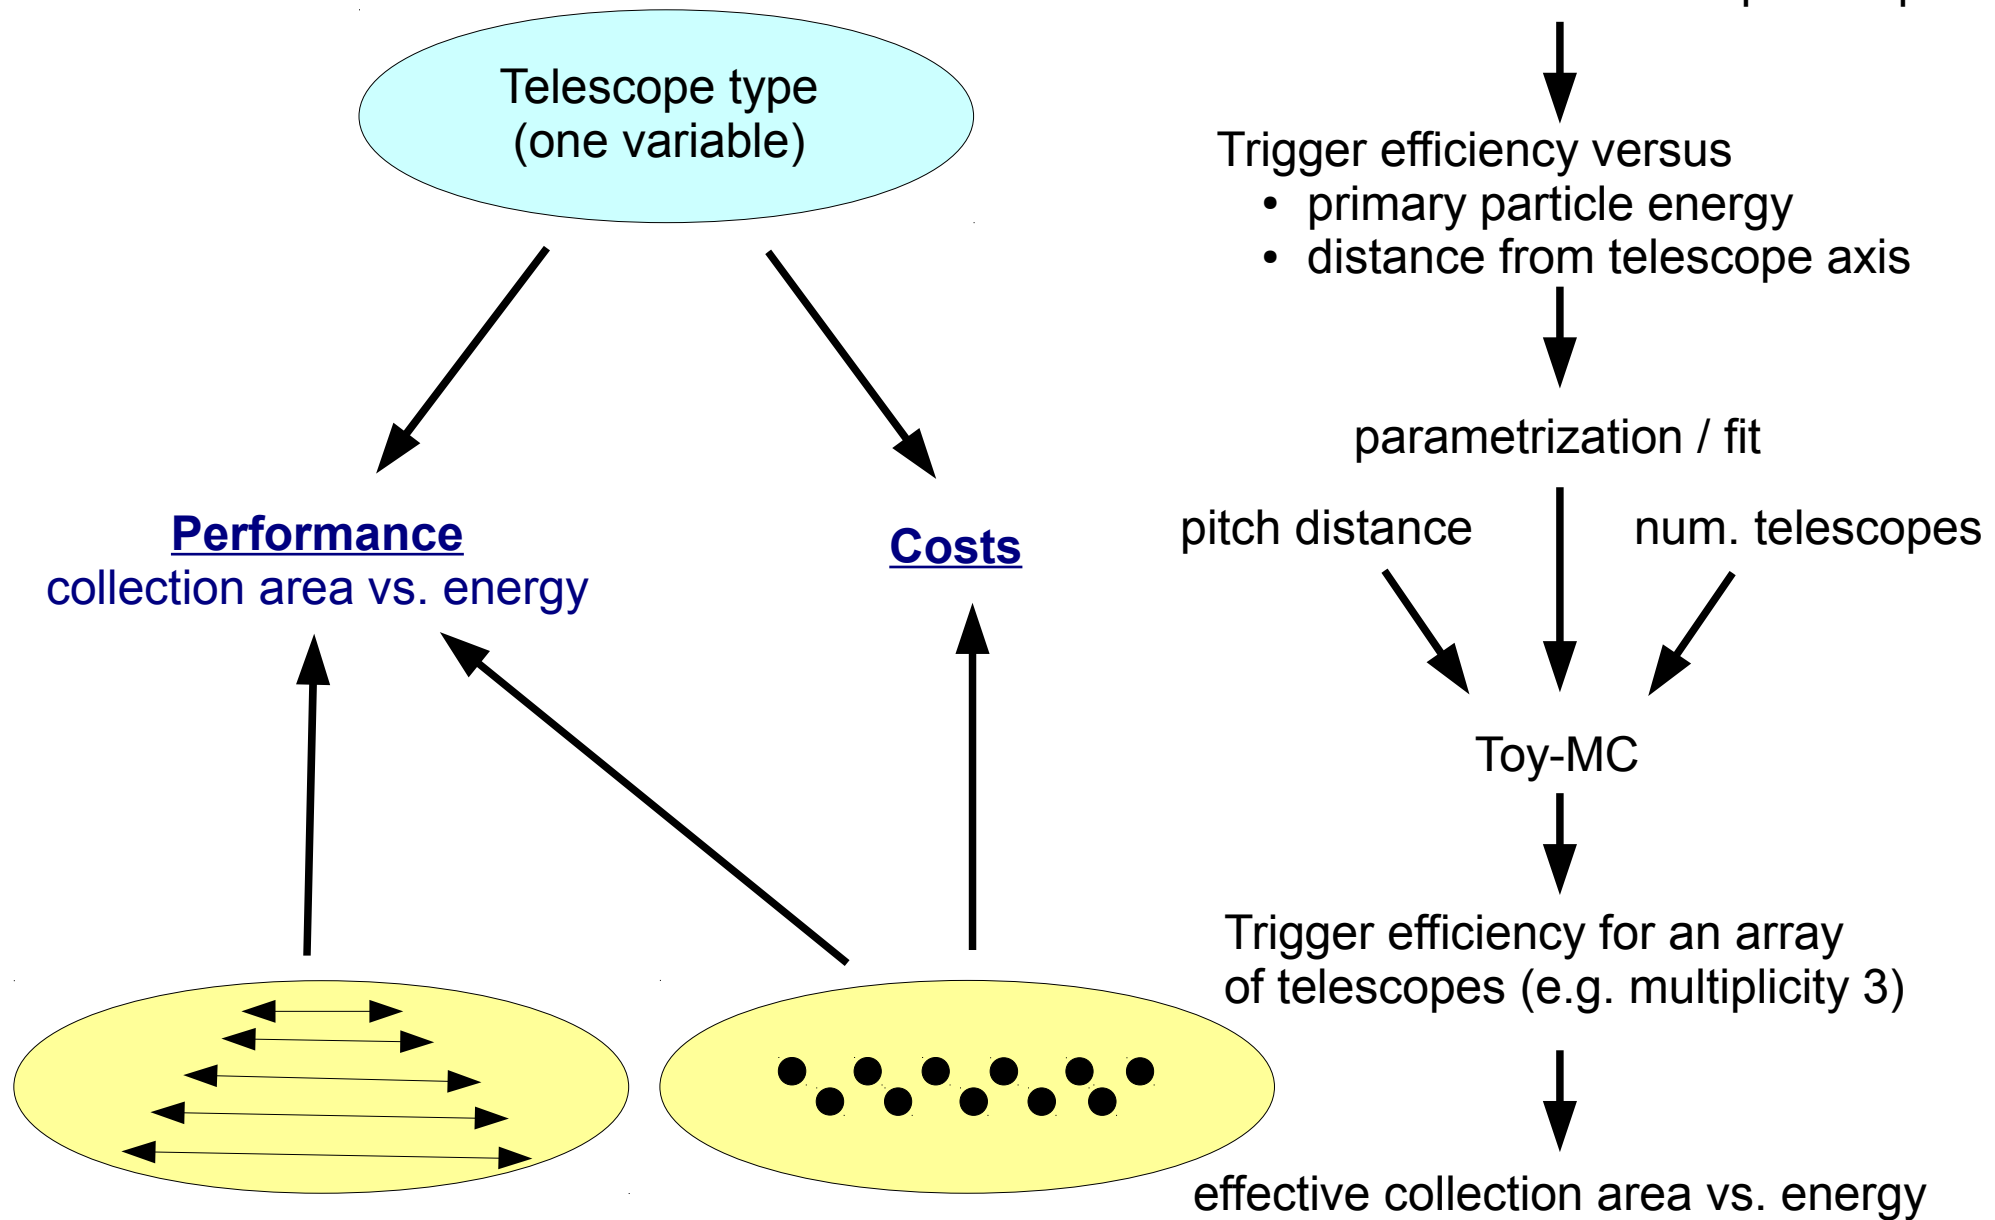 Telescope type
(one variable)
Performance
collection area vs. energy
Costs
Trigger efficiency versus
• primary particle energy
• distance from telescope axis
parametrization / fit
pitch distance
num. telescopes
Toy-MC
Trigger efficiency for an array
of telescopes (e.g. multiplicity 3)
effective collection area vs. energy